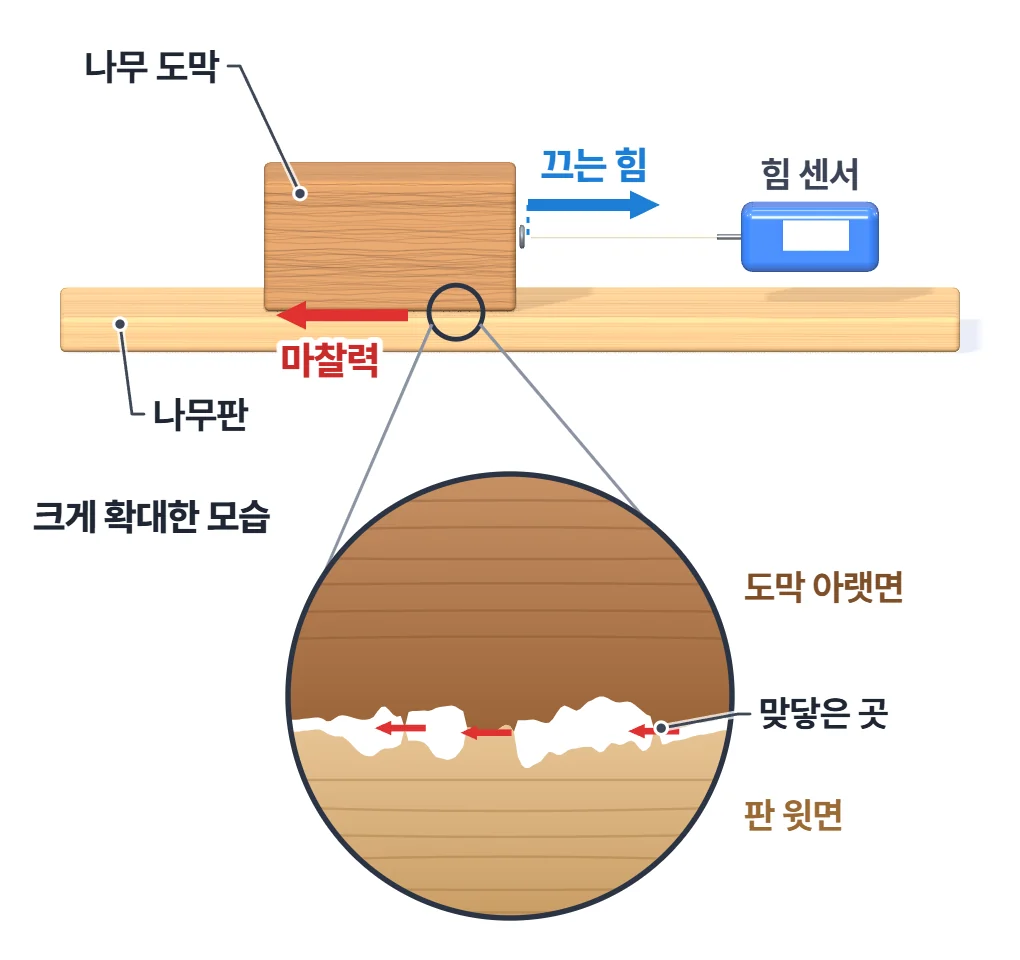 나무 도막
끄는 힘
힘 센서
마찰력
나무판
크게 확대한 모습
도막 아랫면
맞닿은 곳
판 윗면